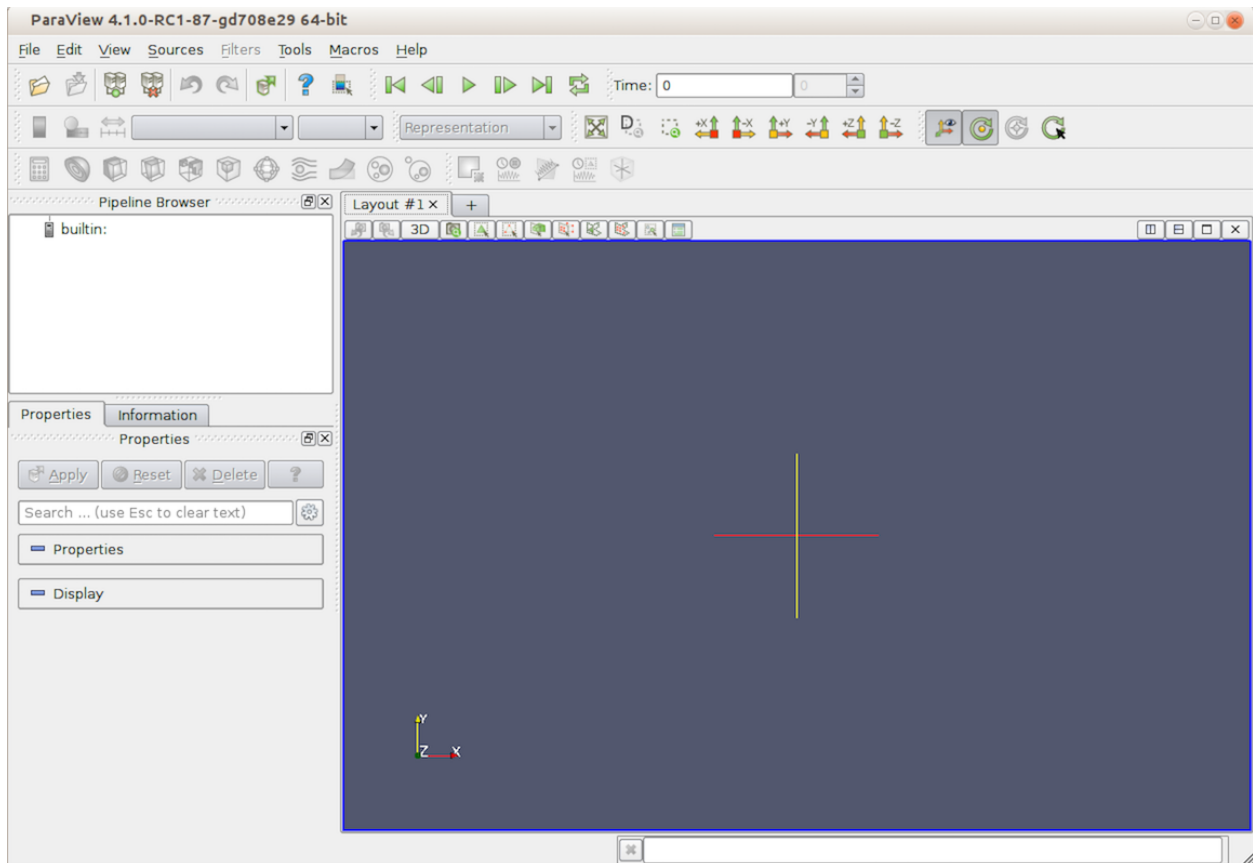 ParaView 4.1.0-RC1-87-gd708e29 64-bit
File Edit View Sources Filters Tools Macros Help
? Time: 0 0
Representation D +X -X +Y -Y +Z -Z
Pipeline Browser
Layout #1 × +
builtin:
3D
Properties Information
Properties
Apply Reset Delete ?
Search ... (use Esc to clear text)
Properties
Display
Y
Z X